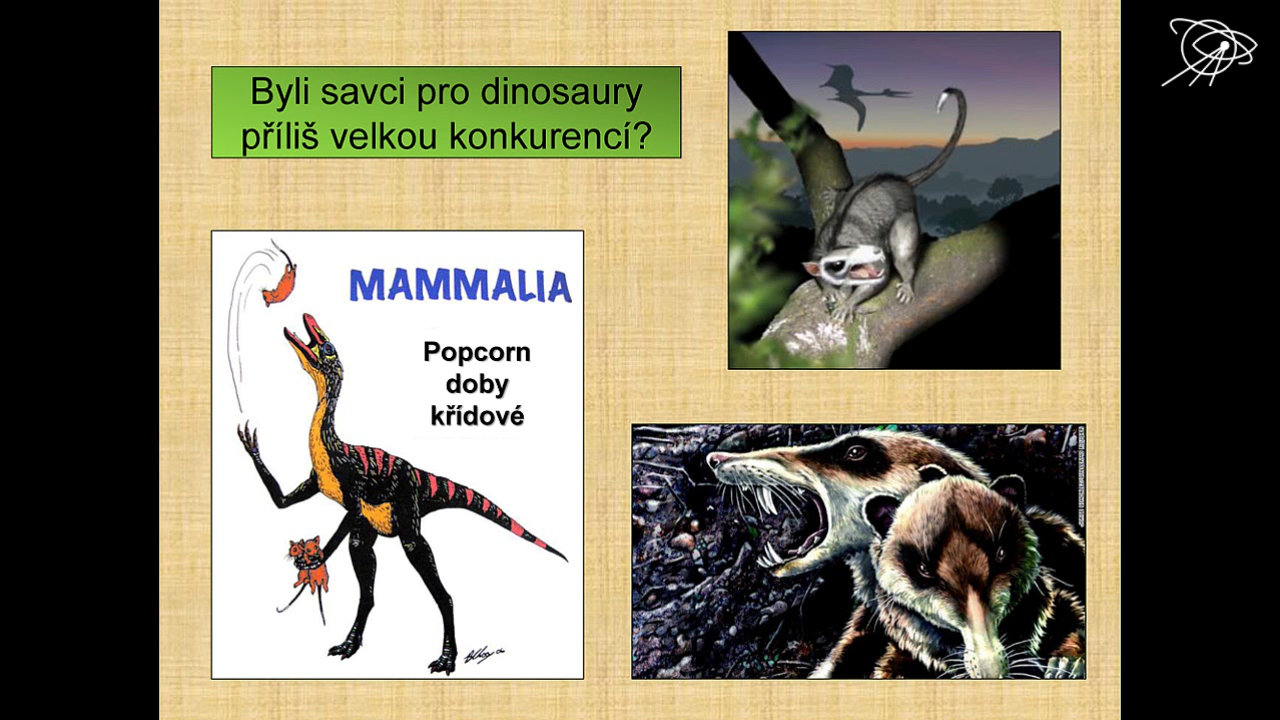 Byli savci pro dinosaury
příliš velkou konkurencí?
MAMMALIA
Popcorn
doby
křídové